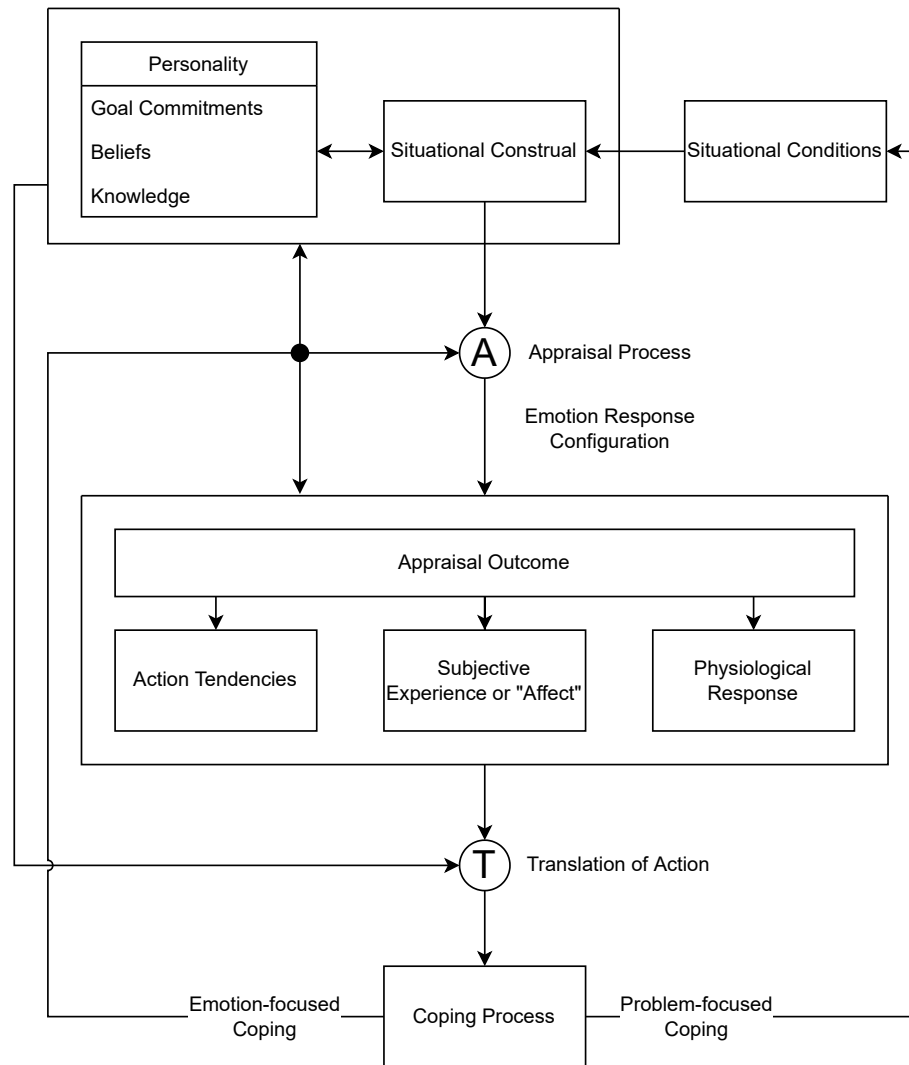 Personality
Goal Commitments
Beliefs
Knowledge
Situational Construal
Situational Conditions
A
Appraisal Process
Emotion Response
Configuration
Appraisal Outcome
Action Tendencies
Subjective
Experience or "Affect"
Physiological
Response
T
Translation of Action
Emotion-focused
Coping
Coping Process
Problem-focused
Coping